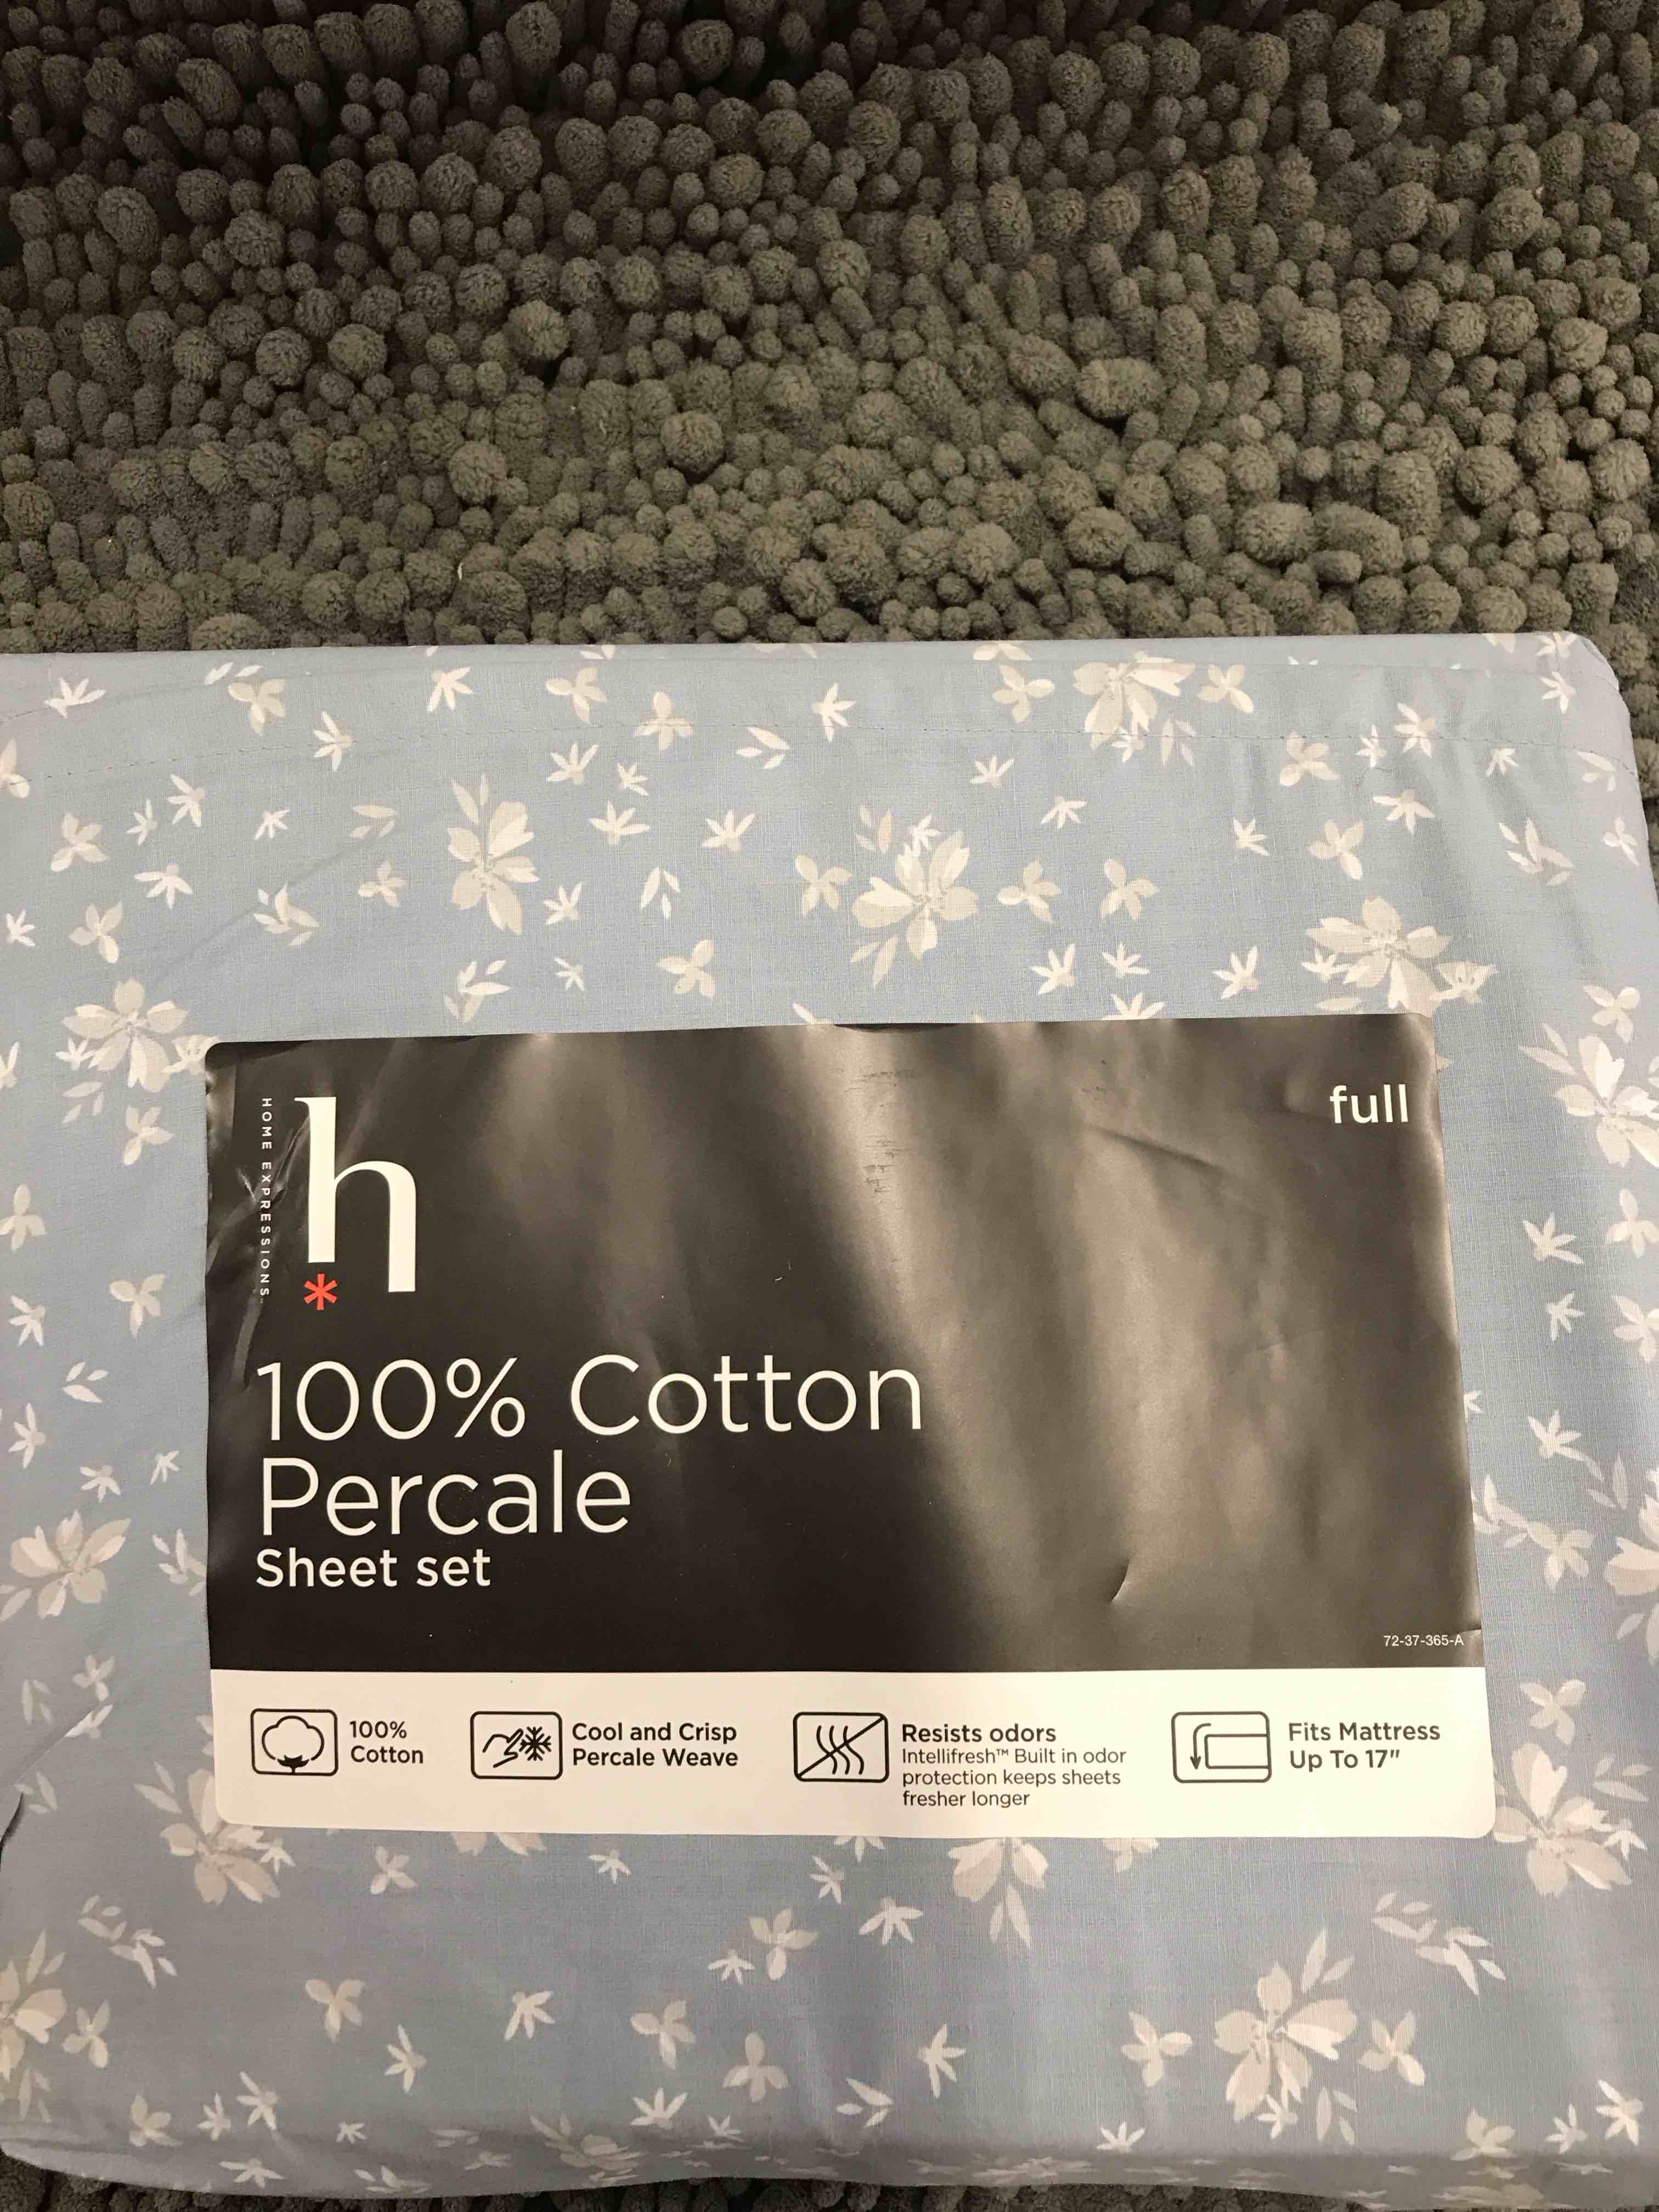 HOME EXPRESSIONS™
h
*
full
100% Cotton
Percale
Sheet set
72-37-365-A
100%
Cotton
Cool and Crisp
Percale Weave
Resists odors
Intellifresh™ Built in odor
protection keeps sheets
fresher longer
Fits Mattress
Up To 17"